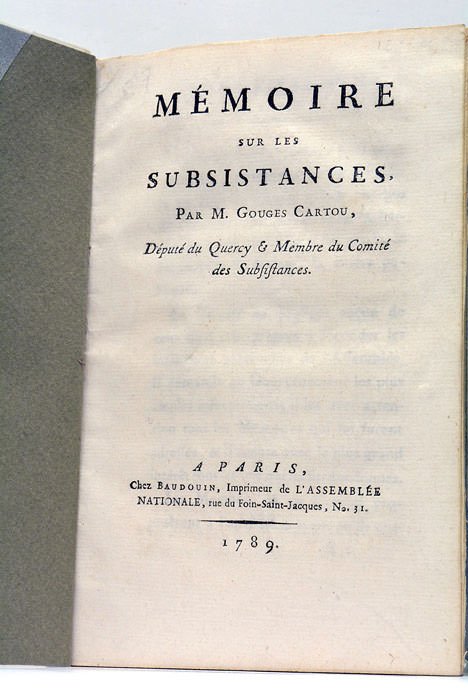 MÉMOIRE
SUR LES
SUBSISTANCES,
PAR M. GOUGES CARTOU,
Député du Quercy & Membre du Comité
des Subſiſtances.
A PARIS,
Chez BAUDOUIN, Imprimeur de L'ASSEMBLÉE
NATIONALE, rue du Foin-Saint-Jacques, No. 31.
1789.